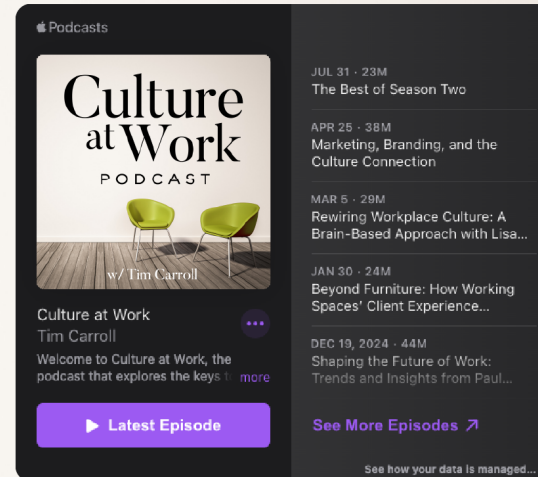 Podcasts
Culture
at Work
PODCAST
w/ Tim Carroll
Culture at Work
Tim Carroll
Welcome to Culture at Work, the
podcast that explores the keys
more
Latest Episode
JUL 31 · 23M
The Best of Season Two
APR 25 · 38M
Marketing, Branding, and the
Culture Connection
MAR 5 · 29M
Rewiring Workplace Culture: A
Brain-Based Approach with Lisa...
JAN 30 · 24M
Beyond Furniture: How Working
Spaces' Client Experience...
DEC 19, 2024 · 44M
Shaping the Future of Work:
Trends and Insights from Paul...
See More Episodes
See how your data is managed...